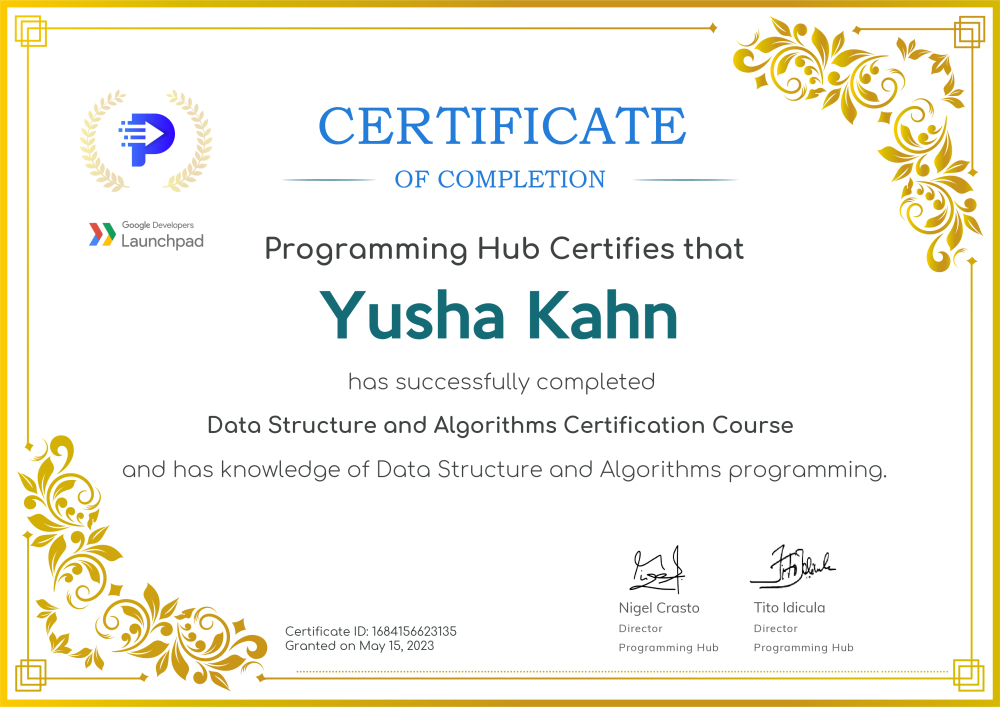 CERTIFICATE
OF COMPLETION
Google Developers
Launchpad
Programming Hub Certifies that
Yusha Kahn
has successfully completed
Data Structure and Algorithms Certification Course
and has knowledge of Data Structure and Algorithms programming.
Nigel Crasto
Director
Programming Hub
Tito Idicula
Director
Programming Hub
Certificate ID: 1684156623135
Granted on May 15, 2023